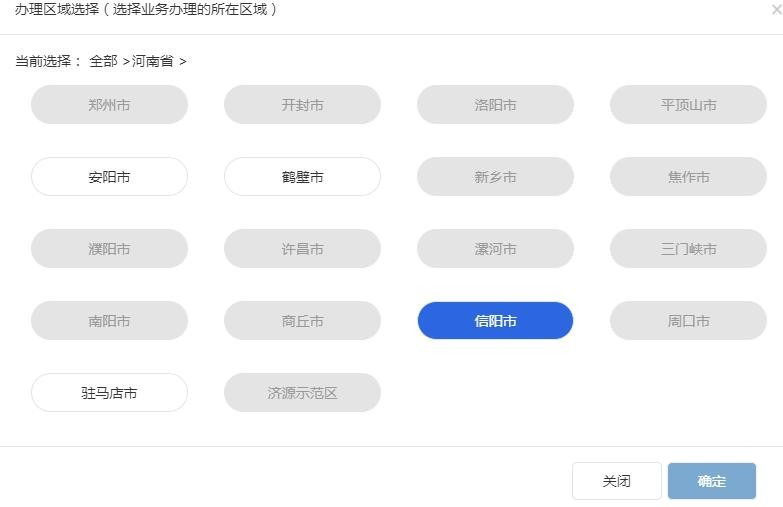 办理区域选择（选择业务办理的所在区域）
×
当前选择： 全部 >河南省 >
郑州市 开封市 洛阳市 平顶山市
安阳市 鹤壁市 新乡市 焦作市
濮阳市 许昌市 漯河市 三门峡市
南阳市 商丘市 信阳市 周口市
驻马店市 济源示范区
关闭 确定